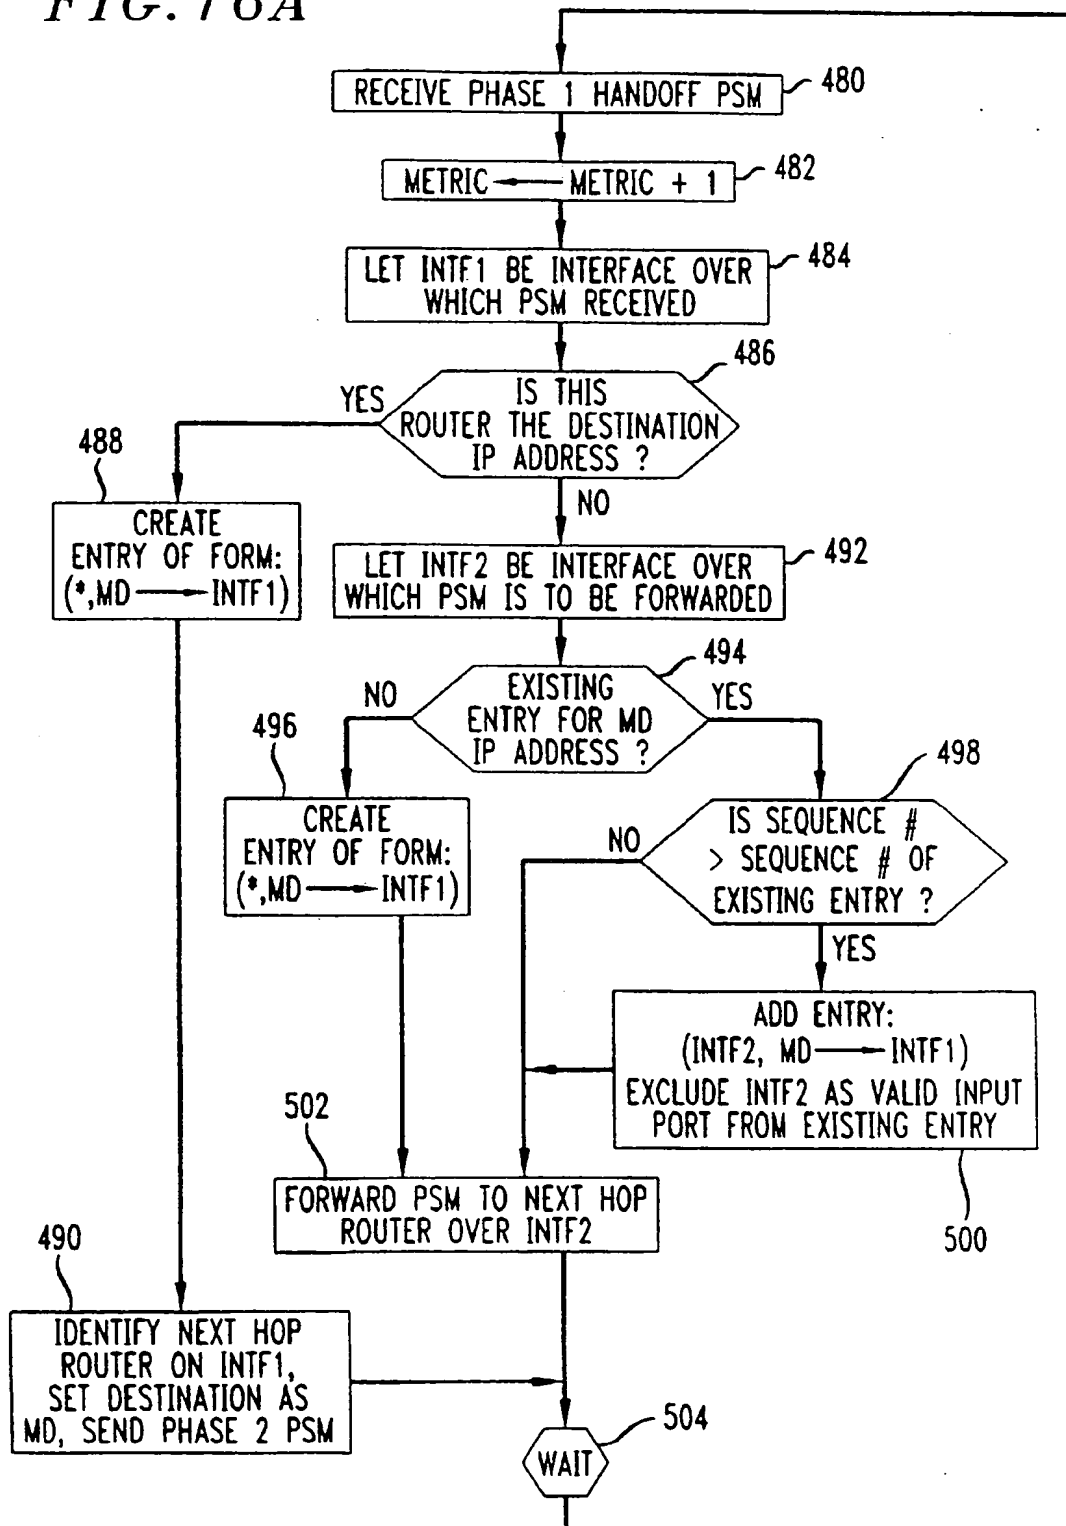 FIG. 16A
RECEIVE PHASE 1 HANDOFF PSM
480
METRIC ← METRIC + 1
482
LET INTF1 BE INTERFACE OVER
WHICH PSM RECEIVED
484
IS THIS
ROUTER THE DESTINATION
IP ADDRESS ?
486
YES
NO
488
CREATE
ENTRY OF FORM:
(*,MD → INTF1)
LET INTF2 BE INTERFACE OVER
WHICH PSM IS TO BE FORWARDED
492
EXISTING
ENTRY FOR MD
IP ADDRESS ?
494
NO
YES
496
CREATE
ENTRY OF FORM:
(*,MD → INTF1)
498
IS SEQUENCE #
> SEQUENCE # OF
EXISTING ENTRY ?
NO
YES
ADD ENTRY:
(INTF2, MD → INTF1)
EXCLUDE INTF2 AS VALID INPUT
PORT FROM EXISTING ENTRY
500
502
FORWARD PSM TO NEXT HOP
ROUTER OVER INTF2
490
IDENTIFY NEXT HOP
ROUTER ON INTF1,
SET DESTINATION AS
MD, SEND PHASE 2 PSM
WAIT
504